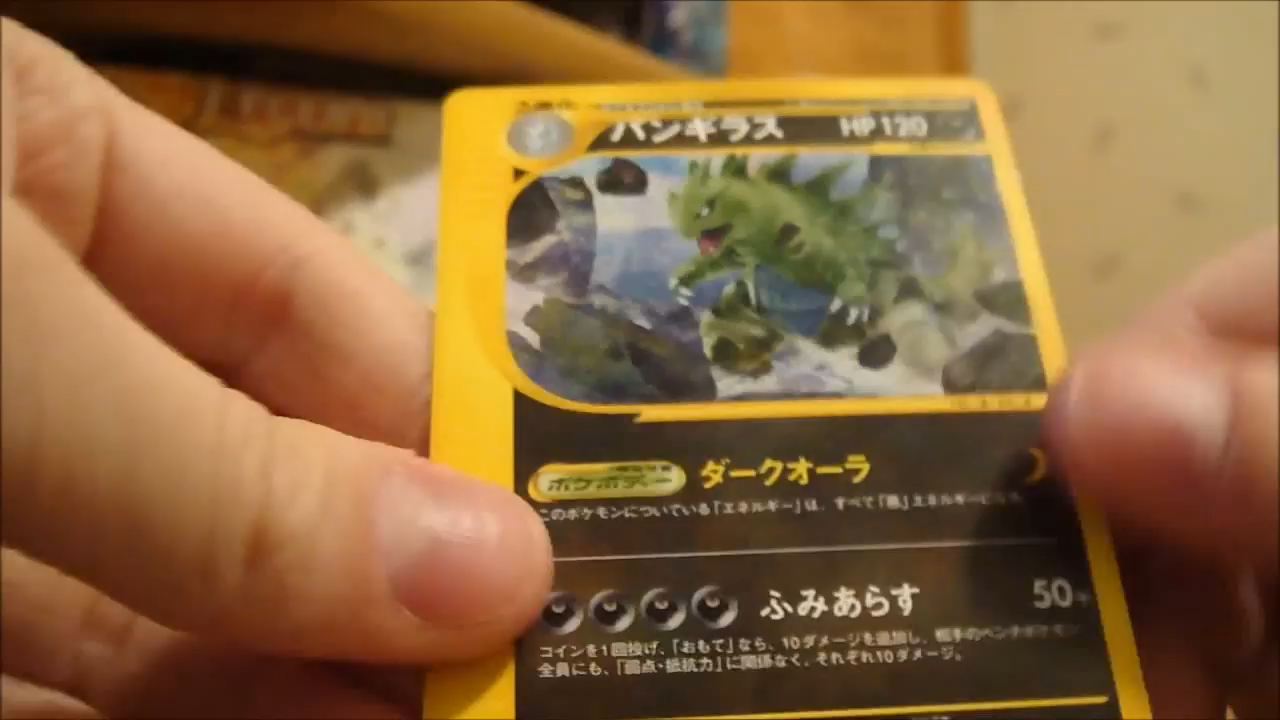 バンギラス HP 120
ポケボディー ダークオーラ
このポケモンについている「エネルギー」は、すべて「悪」エネルギーになる
ふみあらす 50+
コインを1回投げ、「おもて」なら、10ダメージを追加し、相手のベンチポケモン
全員にも、「弱点・抵抗力」に関係なく、それぞれ10ダメージ。